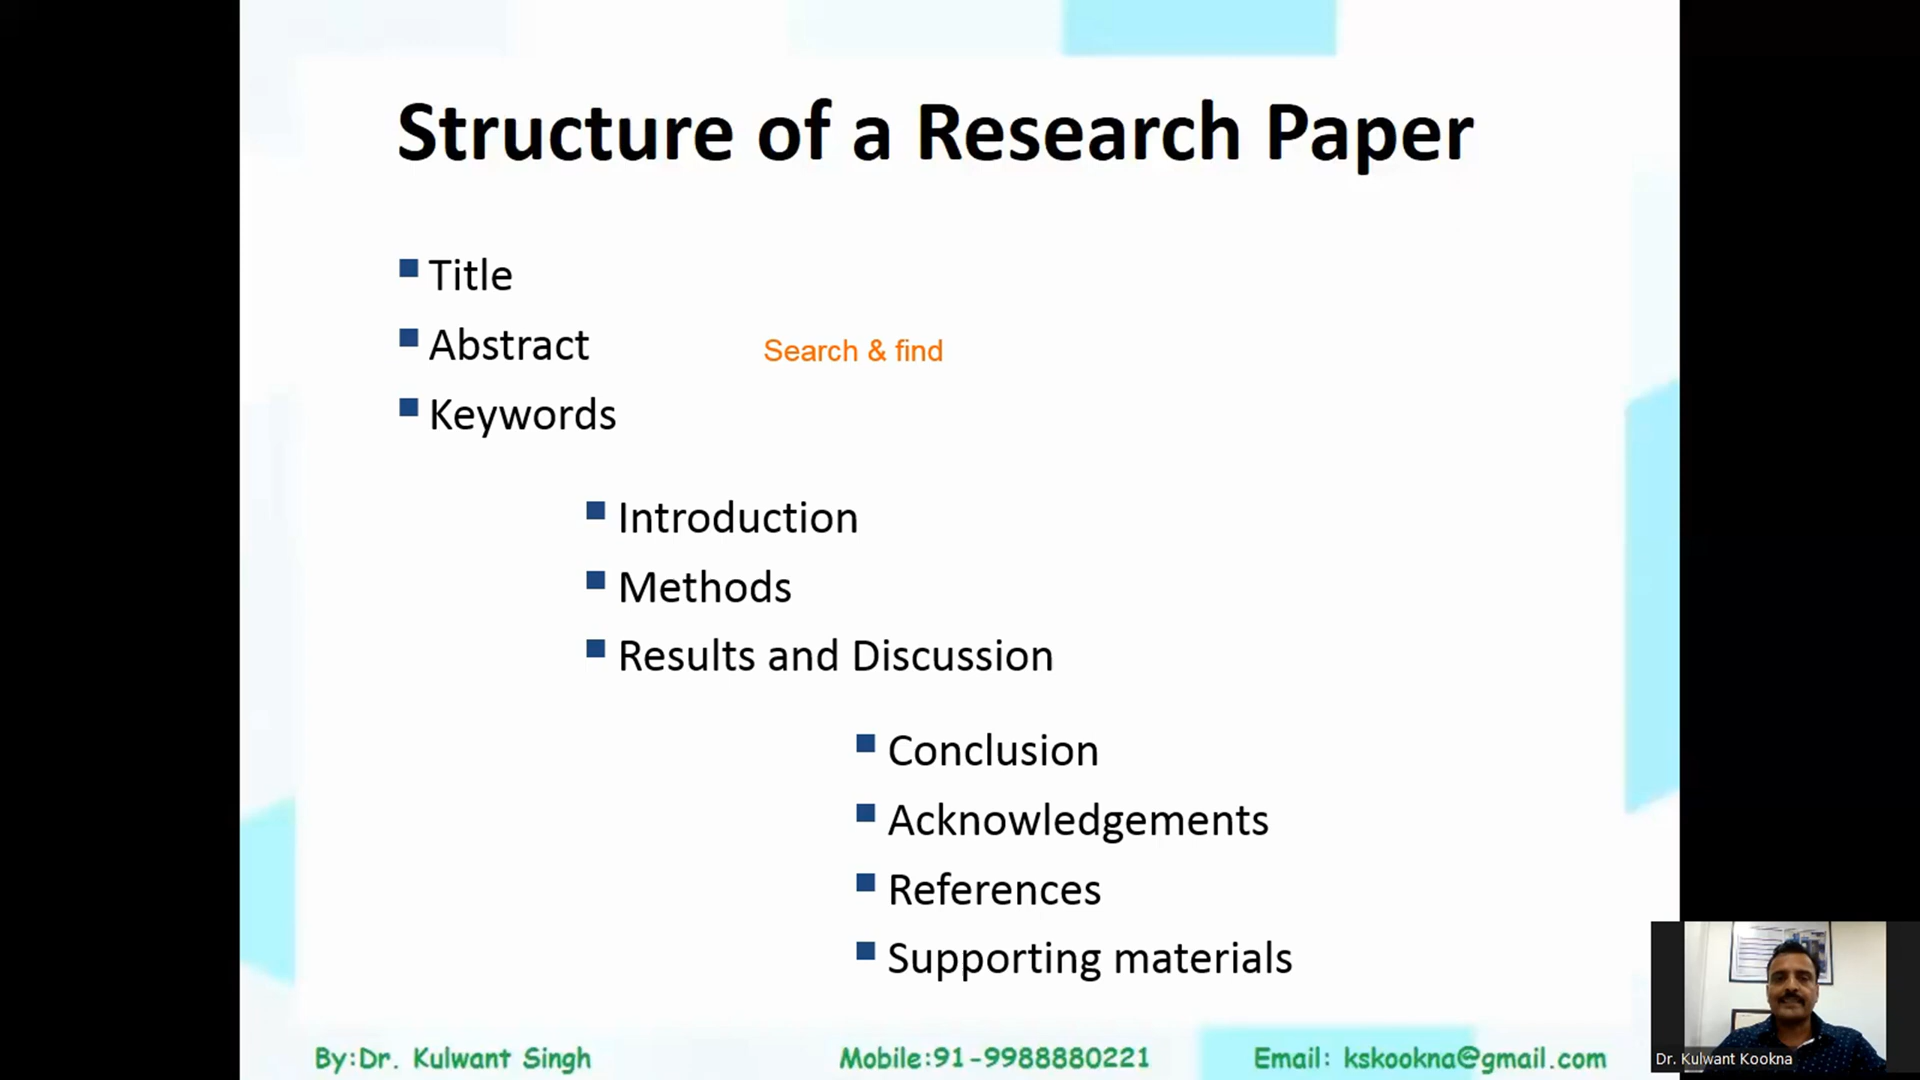 Structure of a Research Paper
Title
Abstract
Search & find
Keywords
Introduction
Methods
Results and Discussion
Conclusion
Acknowledgements
References
Supporting materials
By:Dr. Kulwant Singh
Mobile:91-9988880221
Email: kskookna@gmail.com
Dr. Kulwant Kookna